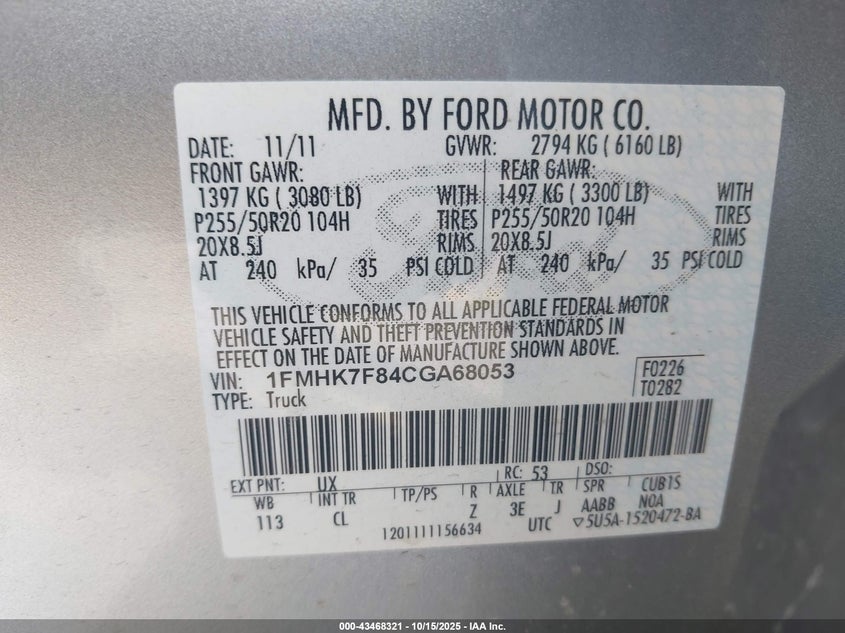 MFD. BY FORD MOTOR CO.
DATE: 11/11 GVWR: 2794 KG ( 6160 LB)
FRONT GAWR: REAR GAWR:
1397 KG ( 3080 LB) WITH 1497 KG ( 3300 LB) WITH
P255/50R20 104H TIRES P255/50R20 104H TIRES
20X8.5J RIMS 20X8.5J RIMS
AT 240 kPa/ 35 PSI COLD AT 240 kPa/ 35 PSI COLD
Ford
THIS VEHICLE CONFORMS TO ALL APPLICABLE FEDERAL MOTOR
VEHICLE SAFETY AND THEFT PREVENTION STANDARDS IN
EFFECT ON THE DATE OF MANUFACTURE SHOWN ABOVE.
VIN: 1FMHK7F84CGA68053 F0226
TYPE: Truck T0282
EXT PNT: UX RC: 53 DSO:
WB INT TR TP/PS R AXLE TR SPR CUB1S
113 CL Z 3E J AABB NOA
1201111156634 UTC ▽5U5A-1520472-BA
000-43468321 - 10/15/2025 - IAA Inc.